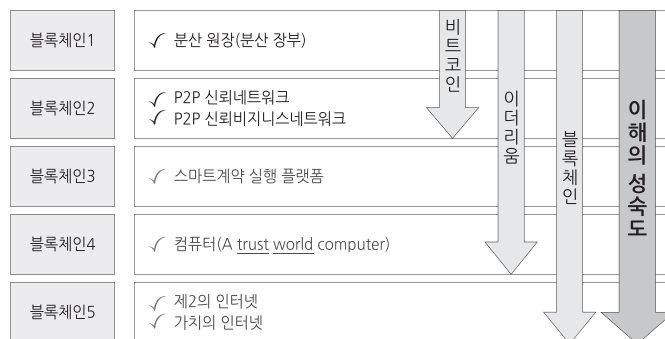 블록체인1
분산 원장(분산 장부)
블록체인2
P2P 신뢰네트워크
P2P 신뢰비지니스네트워크
블록체인3
스마트계약 실행 플랫폼
블록체인4
컴퓨터(A trust world computer)
블록체인5
제2의 인터넷
가치의 인터넷
비트코인
이더리움
블록체인
이해의 성숙도